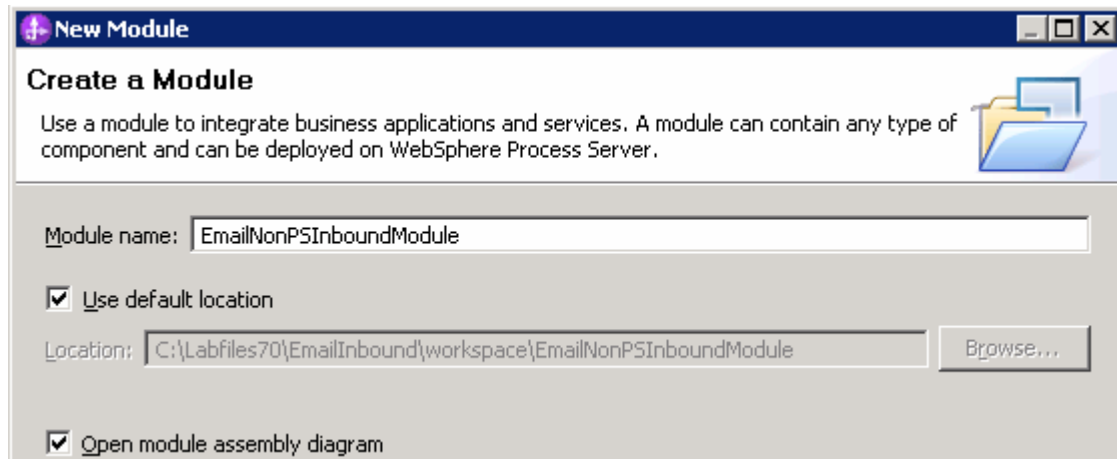 New Module
Create a Module
Use a module to integrate business applications and services. A module can contain any type of
component and can be deployed on WebSphere Process Server.
Module name: EmailNonPSInboundModule
Use default location
Location: C:\Labfiles70\EmailInbound\workspace\EmailNonPSInboundModule Browse...
Open module assembly diagram